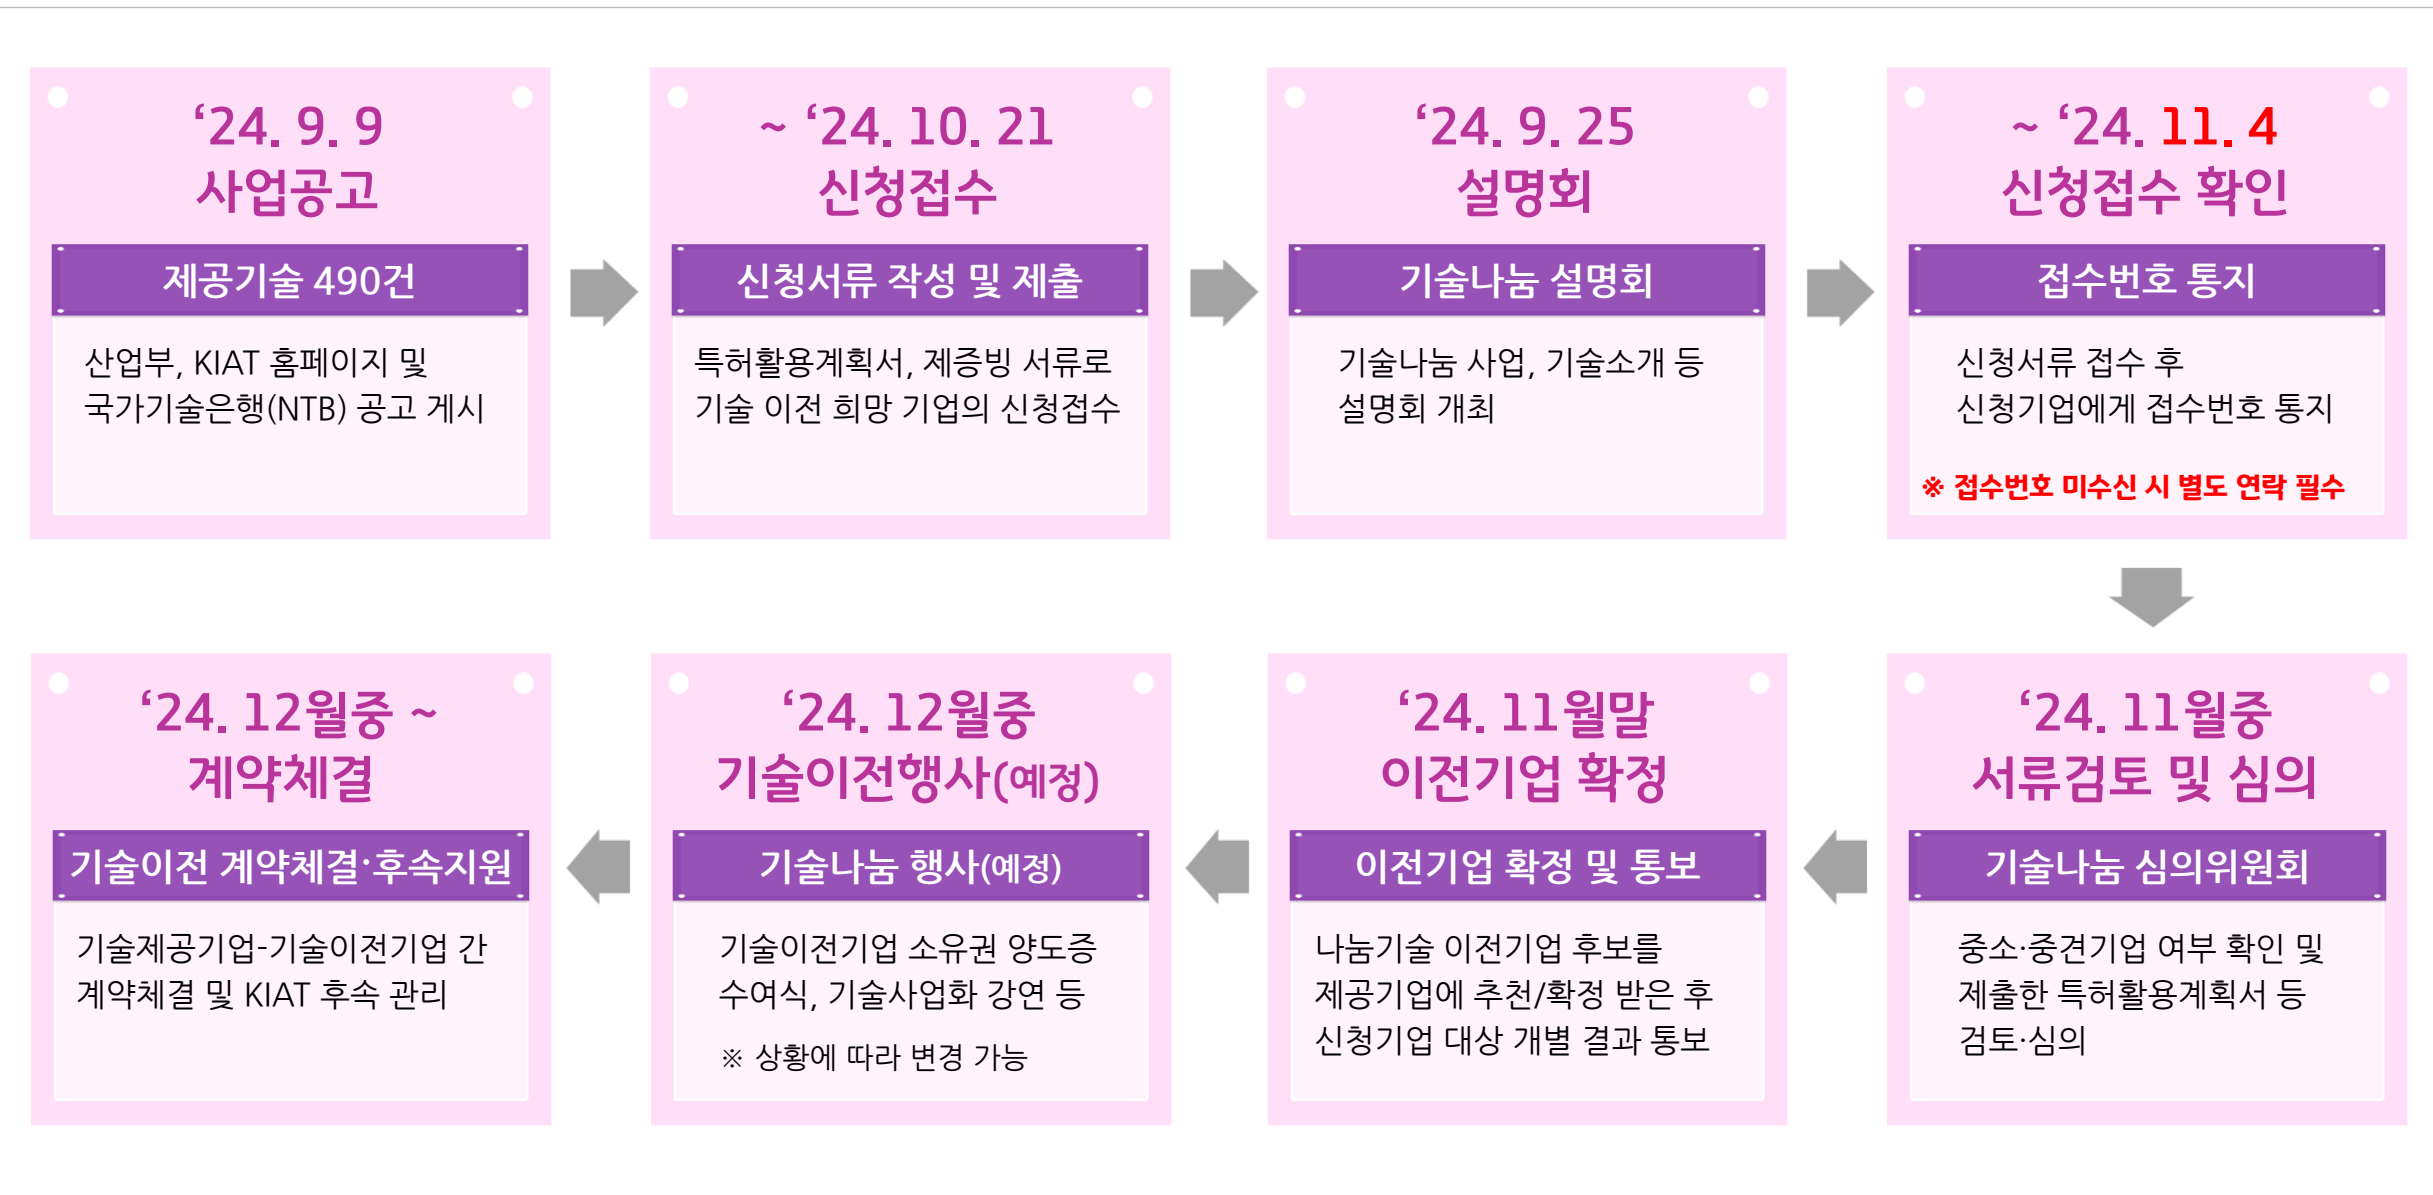 ‘24. 9. 9
사업공고
제공기술 490건
산업부, KIAT 홈페이지 및
국가기술은행(NTB) 공고 게시
~ ‘24. 10. 21
신청접수
신청서류 작성 및 제출
특허활용계획서, 제증빙 서류로
기술 이전 희망 기업의 신청접수
‘24. 9. 25
설명회
기술나눔 설명회
기술나눔 사업, 기술소개 등
설명회 개최
~ ‘24. 11. 4
신청접수 확인
접수번호 통지
신청서류 접수 후
신청기업에게 접수번호 통지
※ 접수번호 미수신 시 별도 연락 필수
‘24. 11월중
서류검토 및 심의
기술나눔 심의위원회
중소·중견기업 여부 확인 및
제출한 특허활용계획서 등
검토·심의
‘24. 11월말
이전기업 확정
이전기업 확정 및 통보
나눔기술 이전기업 후보를
제공기업에 추천/확정 받은 후
신청기업 대상 개별 결과 통보
‘24. 12월중
기술이전행사(예정)
기술나눔 행사(예정)
기술이전기업 소유권 양도증
수여식, 기술사업화 강연 등
※ 상황에 따라 변경 가능
‘24. 12월중 ~
계약체결
기술이전 계약체결·후속지원
기술제공기업-기술이전기업 간
계약체결 및 KIAT 후속 관리